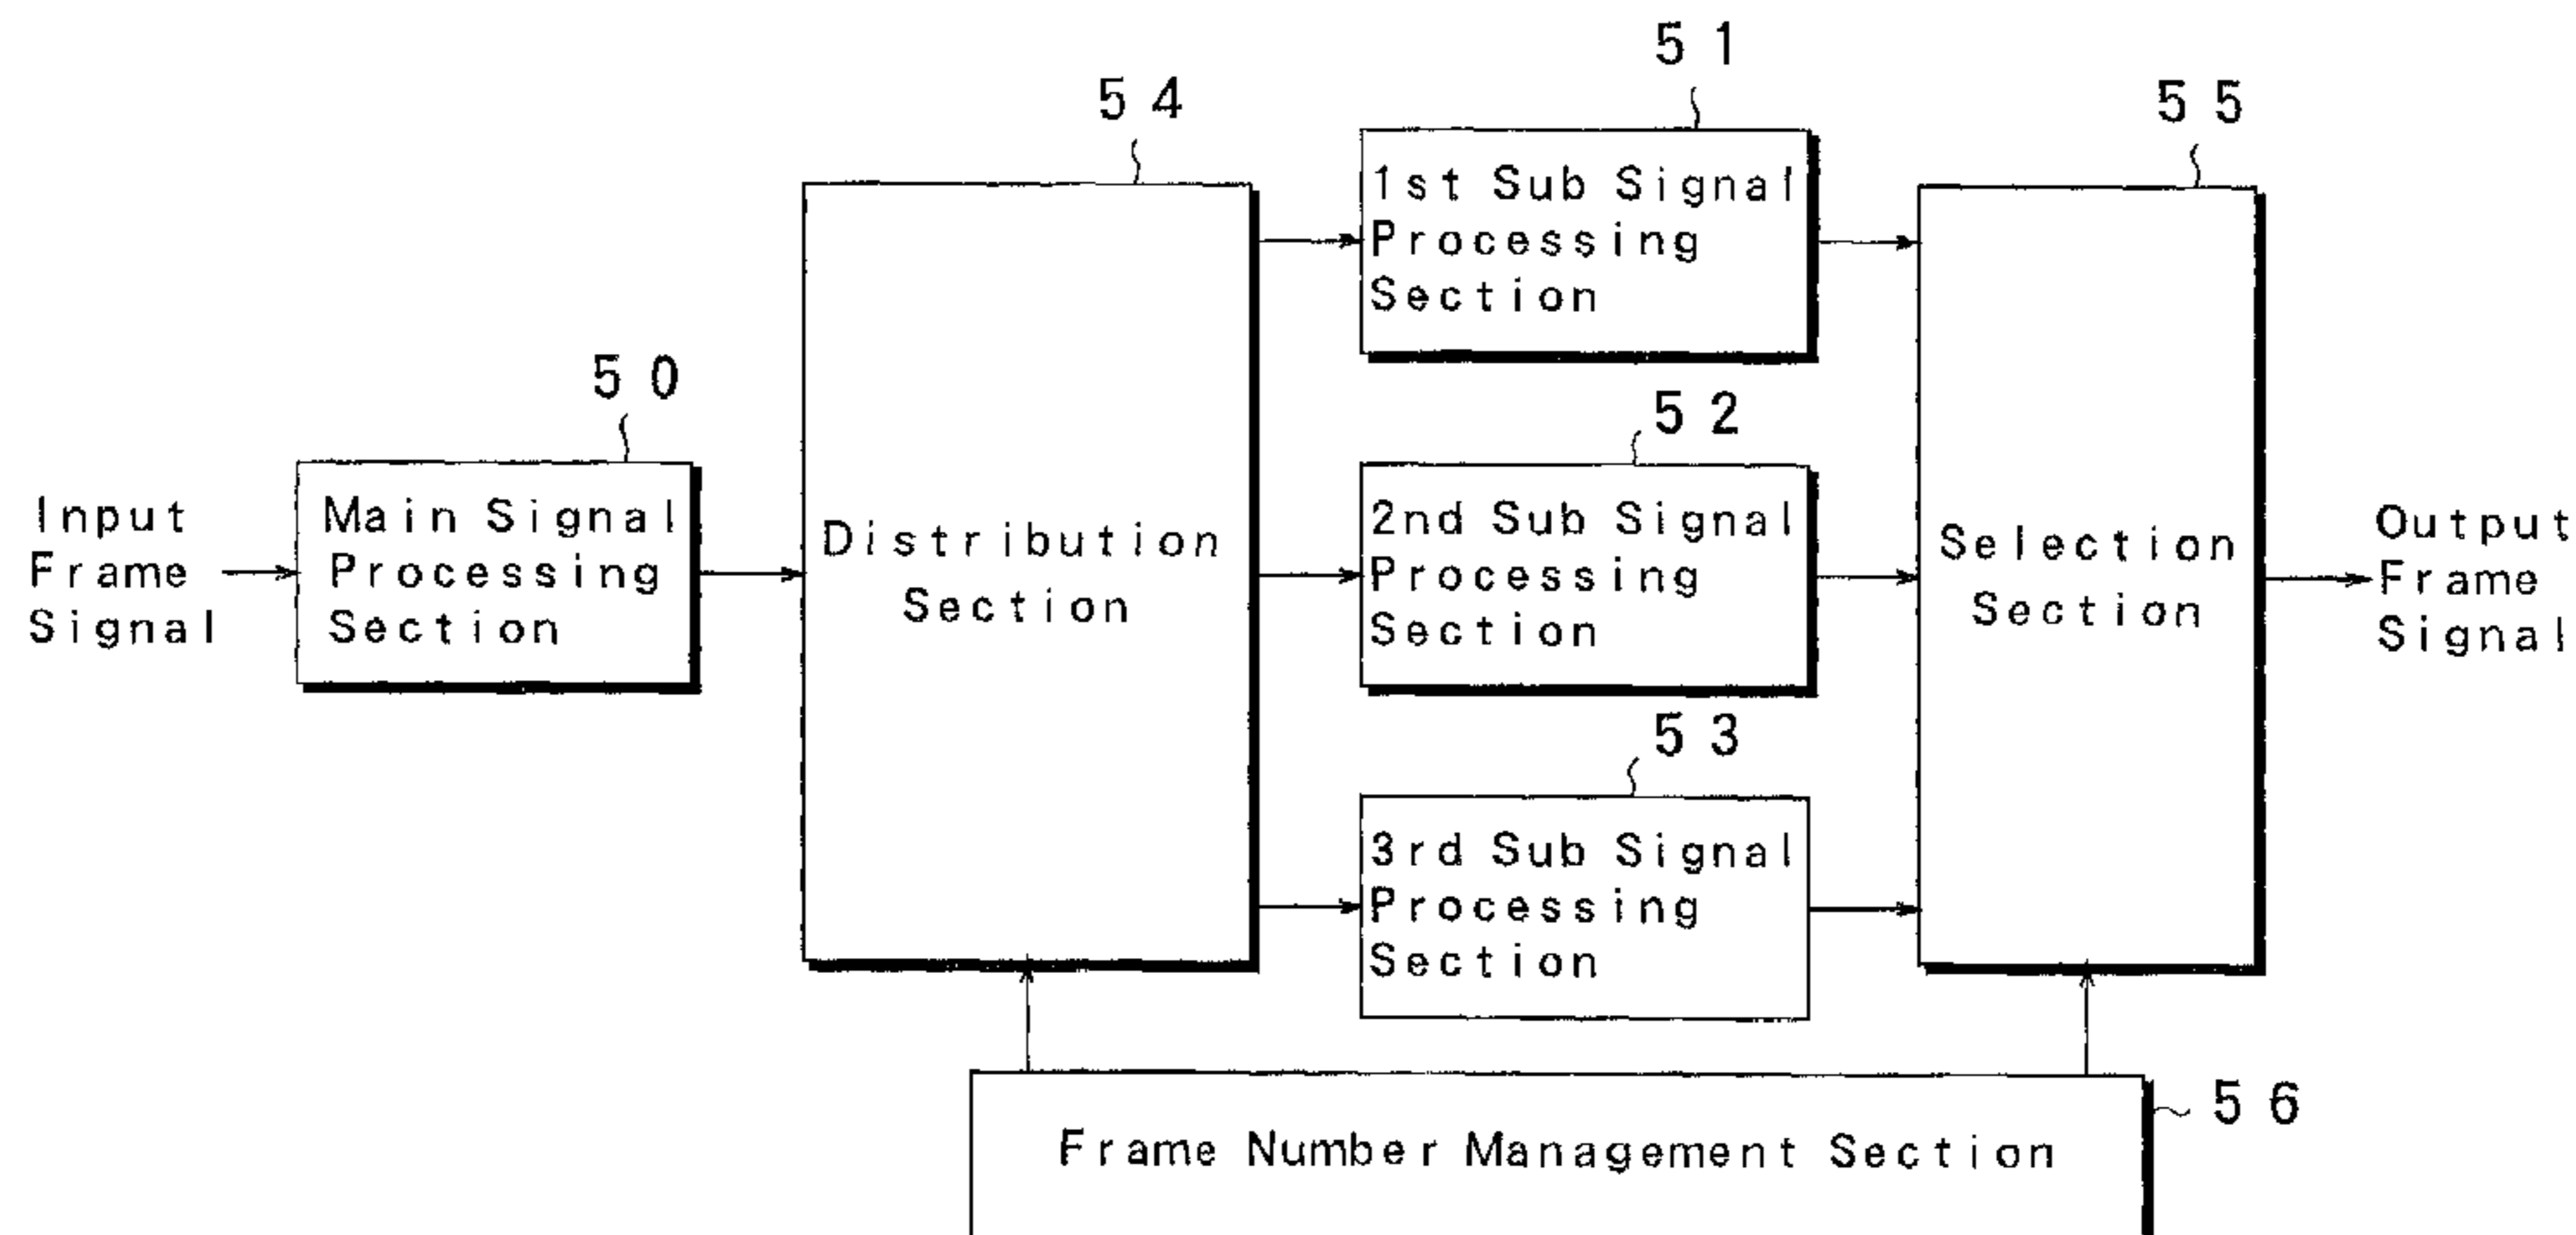 51
54
55
1st Sub Signal
Processing
Section
50
52
Input
Frame
Signal
Main Signal
Processing
Section
Distribution
Section
2nd Sub Signal
Processing
Section
Selection
Section
Output
Frame
Signal
53
3rd Sub Signal
Processing
Section
56
Frame Number Management Section